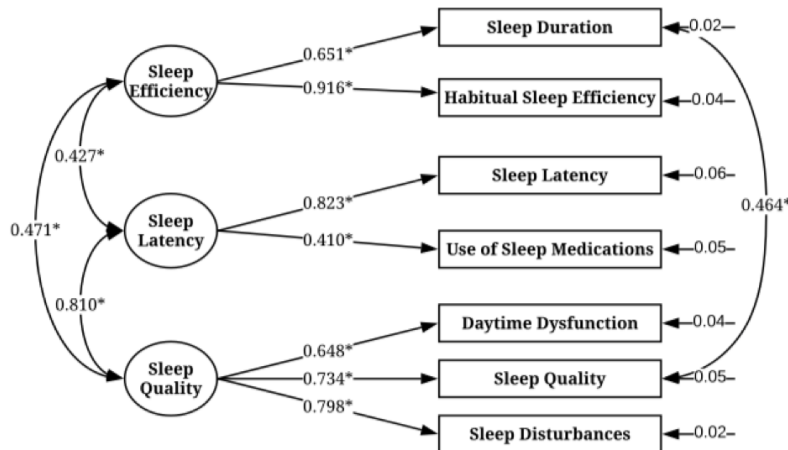 Sleep Duration
0.02
0.651*
Sleep
Efficiency
0.916*
Habitual Sleep Efficiency
0.04
0.427*
Sleep Latency
0.06
0.823*
0.464*
Sleep
Latency
0.471*
0.410*
Use of Sleep Medications
0.05
0.810*
Daytime Dysfunction
0.04
0.648*
Sleep
Quality
0.734*
Sleep Quality
0.05
0.798*
Sleep Disturbances
0.02